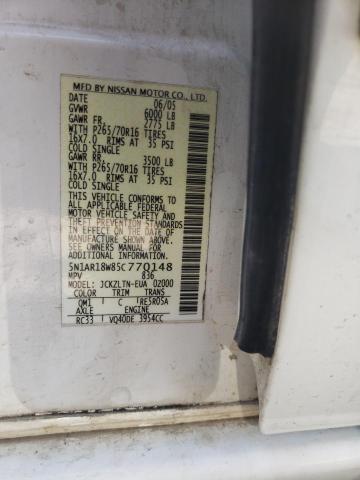 MFD BY NISSAN MOTOR CO., LTD.
DATE 06/05
GVWR 6000 LB
GAWR FR. 2775 LB
WITH P265/70R16 TIRES
16X7.0 RIMS AT 35 PSI
COLD SINGLE
GAWR RR. 3500 LB
WITH P265/70R16 TIRES
16X7.0 RIMS AT 35 PSI
COLD SINGLE
THIS VEHICLE CONFORMS TO
ALL APPLICABLE FEDERAL
MOTOR VEHICLE SAFETY AND
THEFT PREVENTION STANDARDS
IN EFFECT ON THE DATE OF
MANUFACTURE SHOWN ABOVE.
SEE OWNERS MANUAL FOR
ADDITIONAL INFORMATION.
5N1AR18W85C770148
MPV 836
MODEL JCKZLTN-EUA 02000
COLOR TRIM TRANS
QM1 C RE5R05A
AXLE ENGINE
RC33 VQ40DE 3954CC